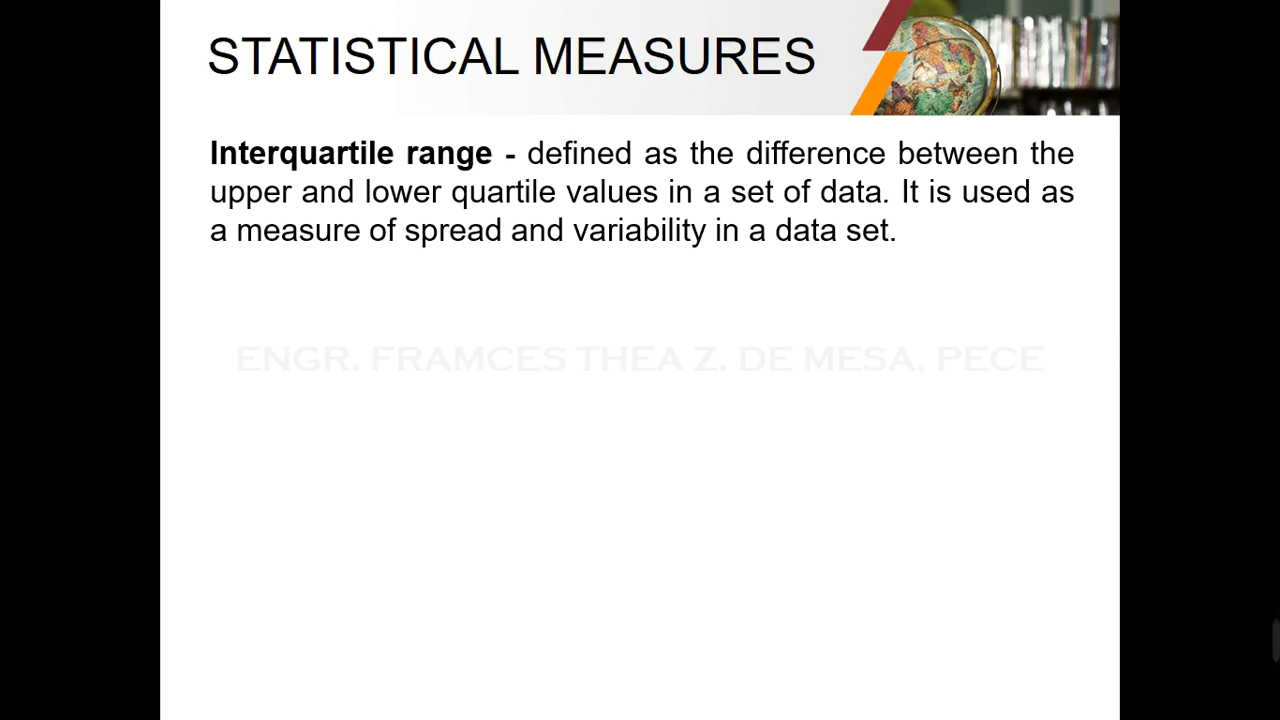 STATISTICAL MEASURES
Interquartile range - defined as the difference between the
upper and lower quartile values in a set of data. It is used as
a measure of spread and variability in a data set.
ENGR. FRAMCES THEA Z. DE MESA, PECE